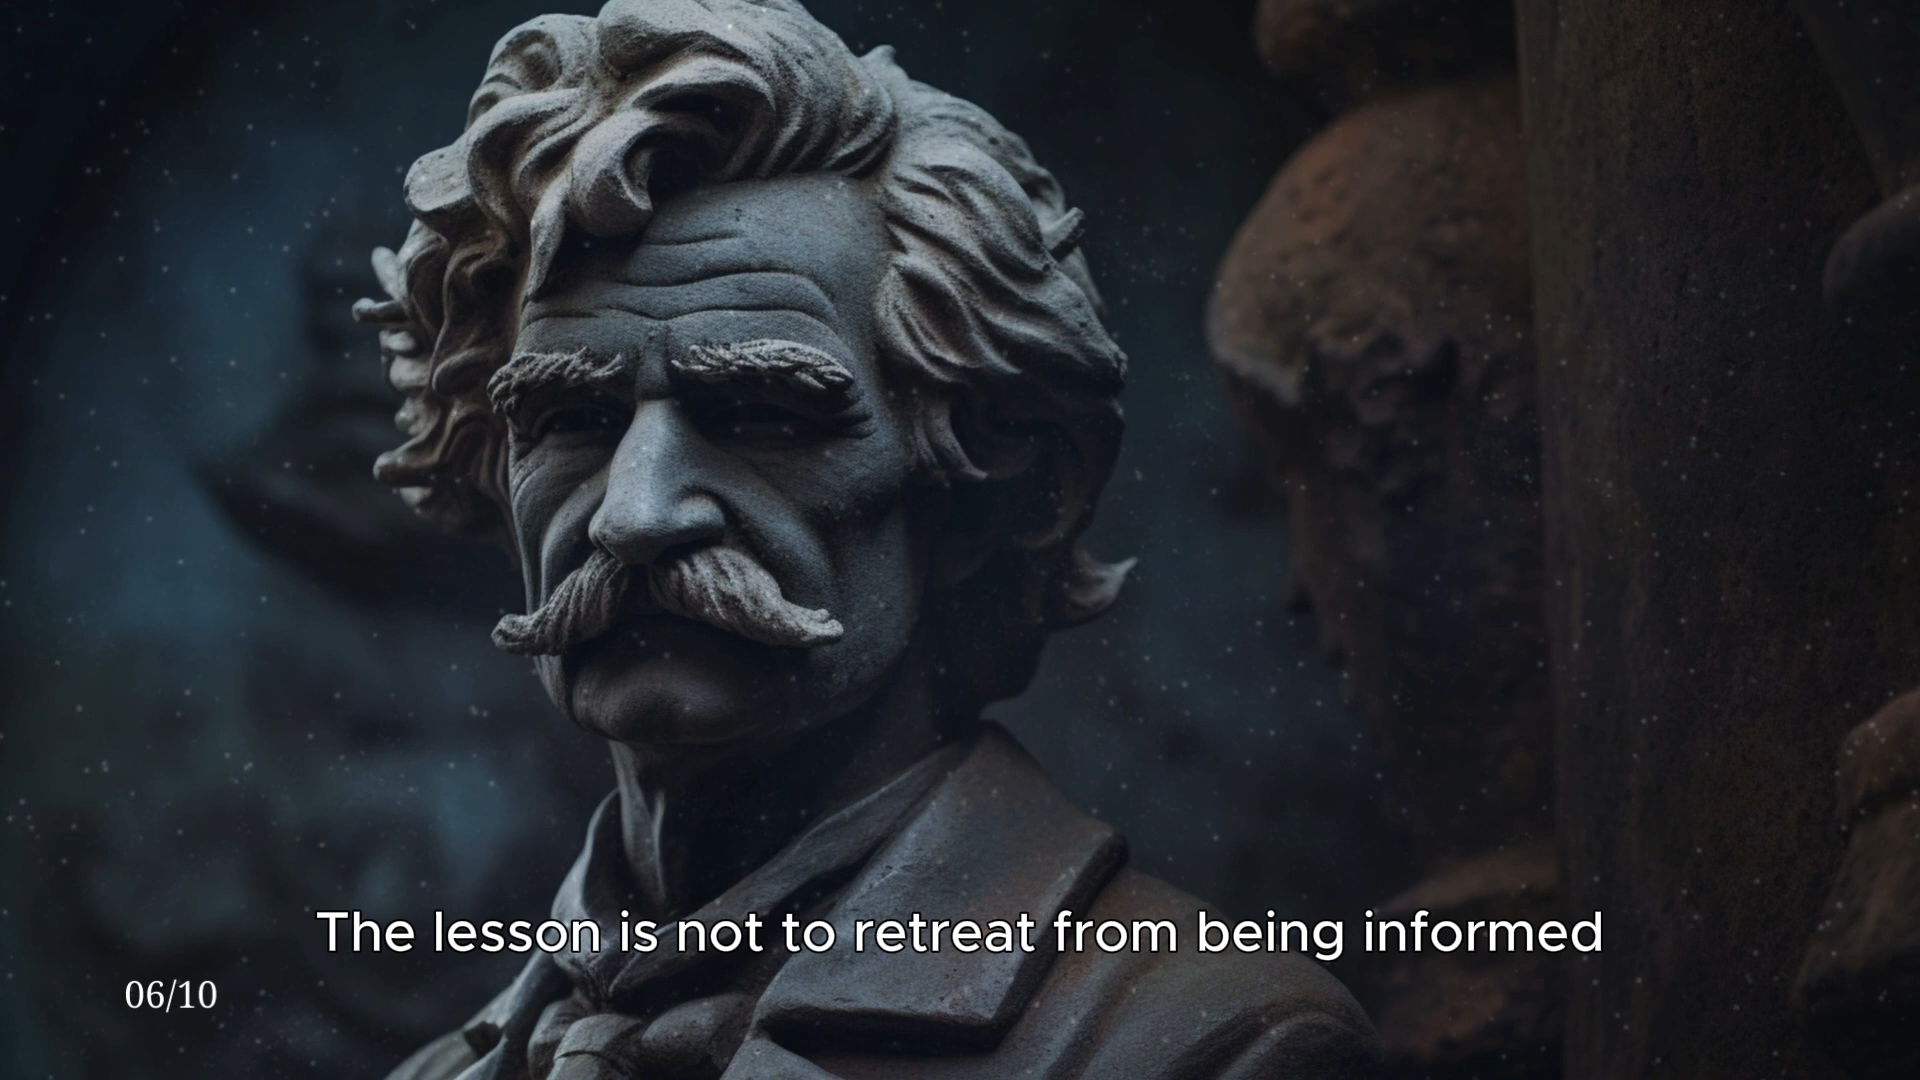 The lesson is not to retreat from being informed
06/10